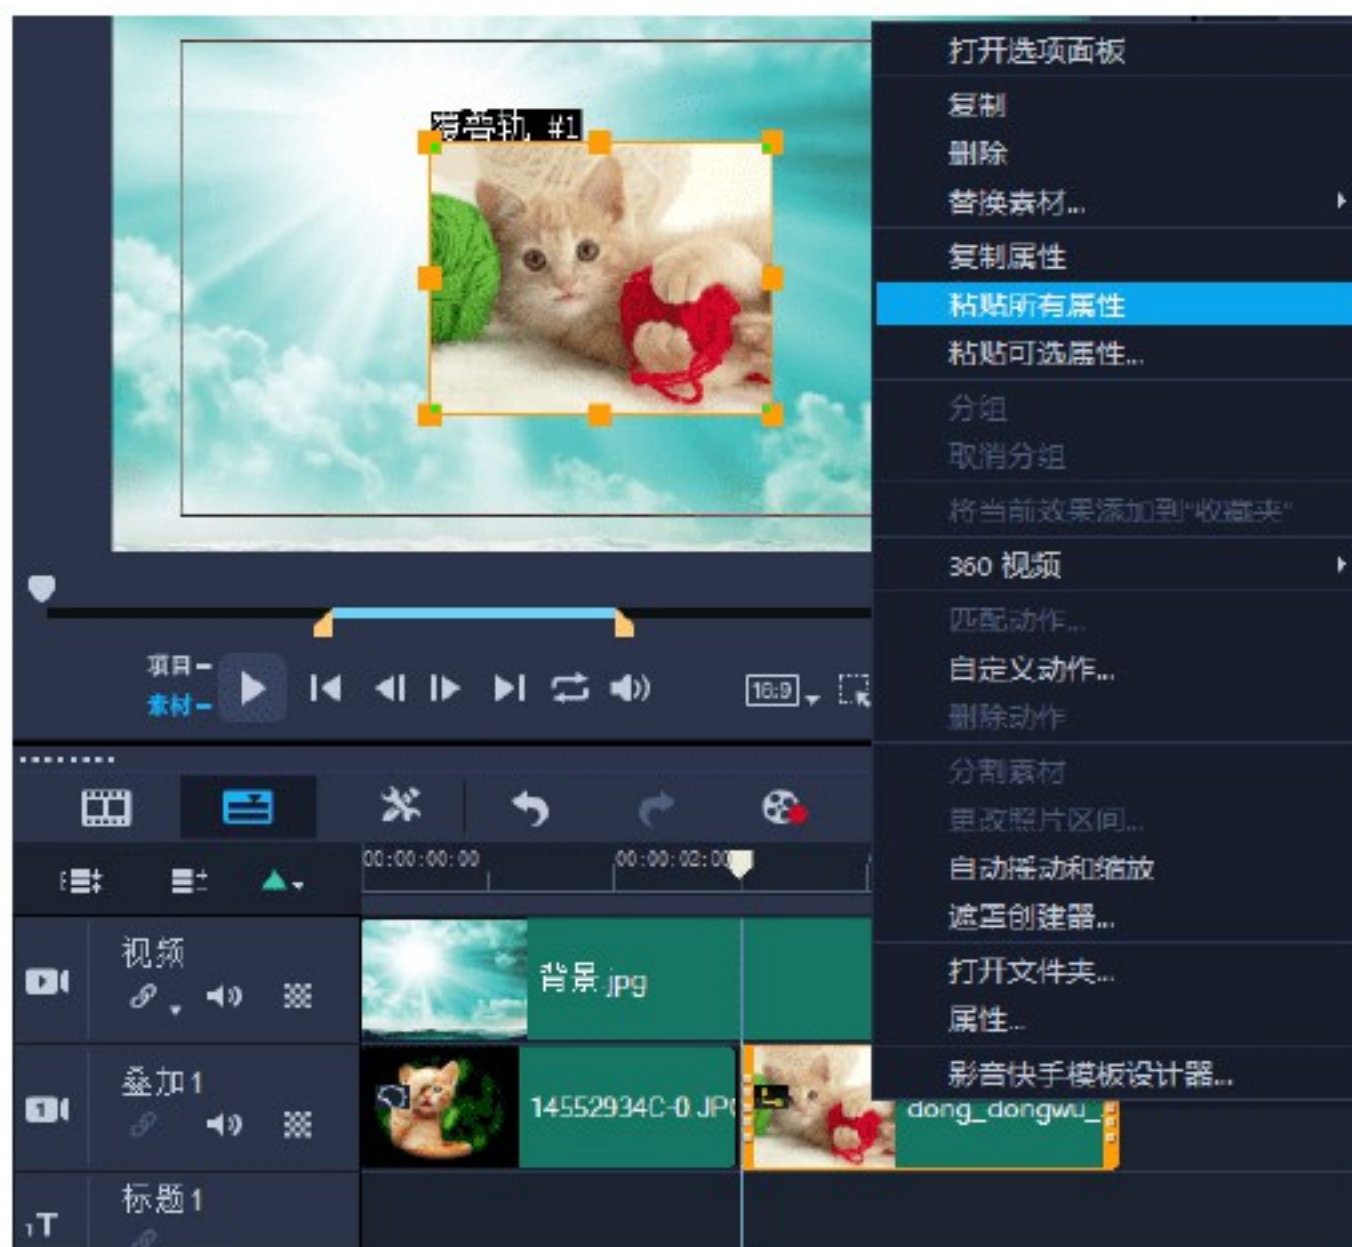 打开选项面板
复制
删除
替换素材...
复制属性
粘贴所有属性
粘贴可选属性...
分组
取消分组
将当前效果添加到“收藏夹”
360 视频
匹配动作...
自定义动作...
删除动作
分割素材
更改照片区间...
自动摇动和缩放
遮罩创建器...
打开文件夹...
属性...
影音快手模板设计器...
覆叠轨 #1
项目
素材
16:9
00:00:00:00
00:00:02:00
视频
背景.jpg
叠加1
14552934C-0.JP
dong_dongwu_
标题1